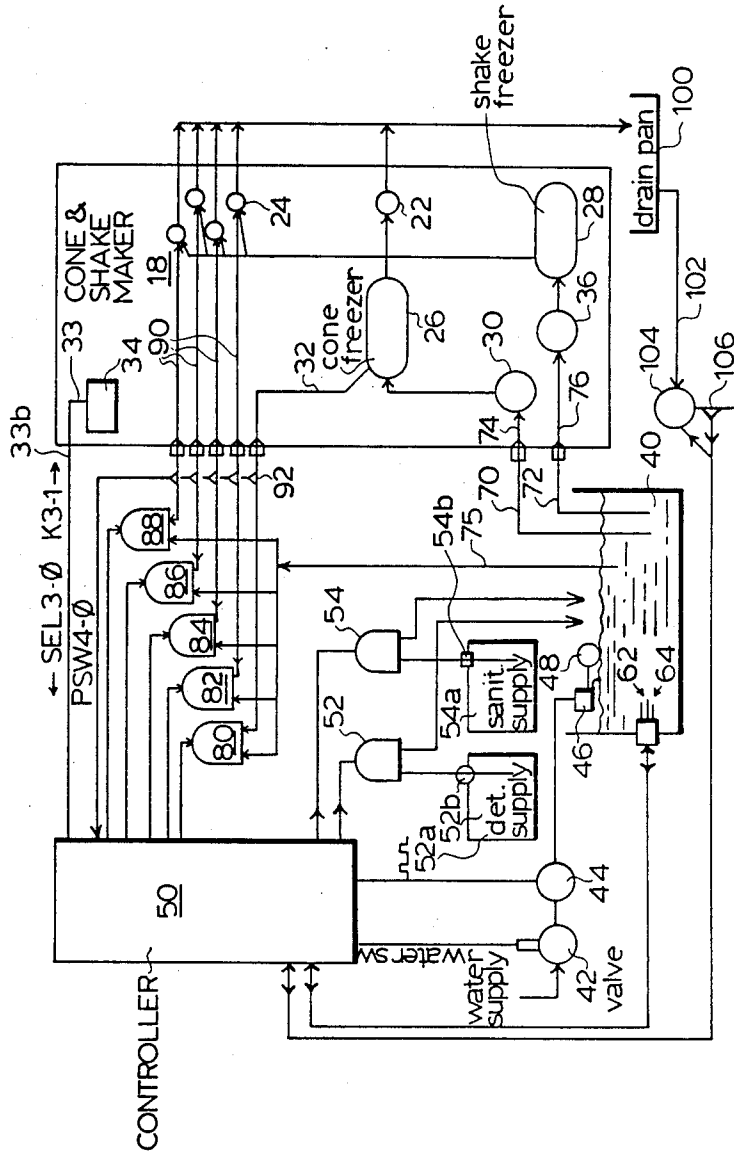 CONTROLLER
50
33b
← SEL3-Ø K3-1 →
PSW4-Ø
33
34
CONE &
SHAKE
MAKER
18
90
24
88
86
84
82
80
92
32
cone
freezer
26
22
shake
freezer
28
30
36
74
76
70
72
75
54
54a
54b
sanit.
supply
52
52a
52b
det.
supply
water sw
water
supply
42
valve
44
46
48
62
64
40
drain pan
100
102
104
106